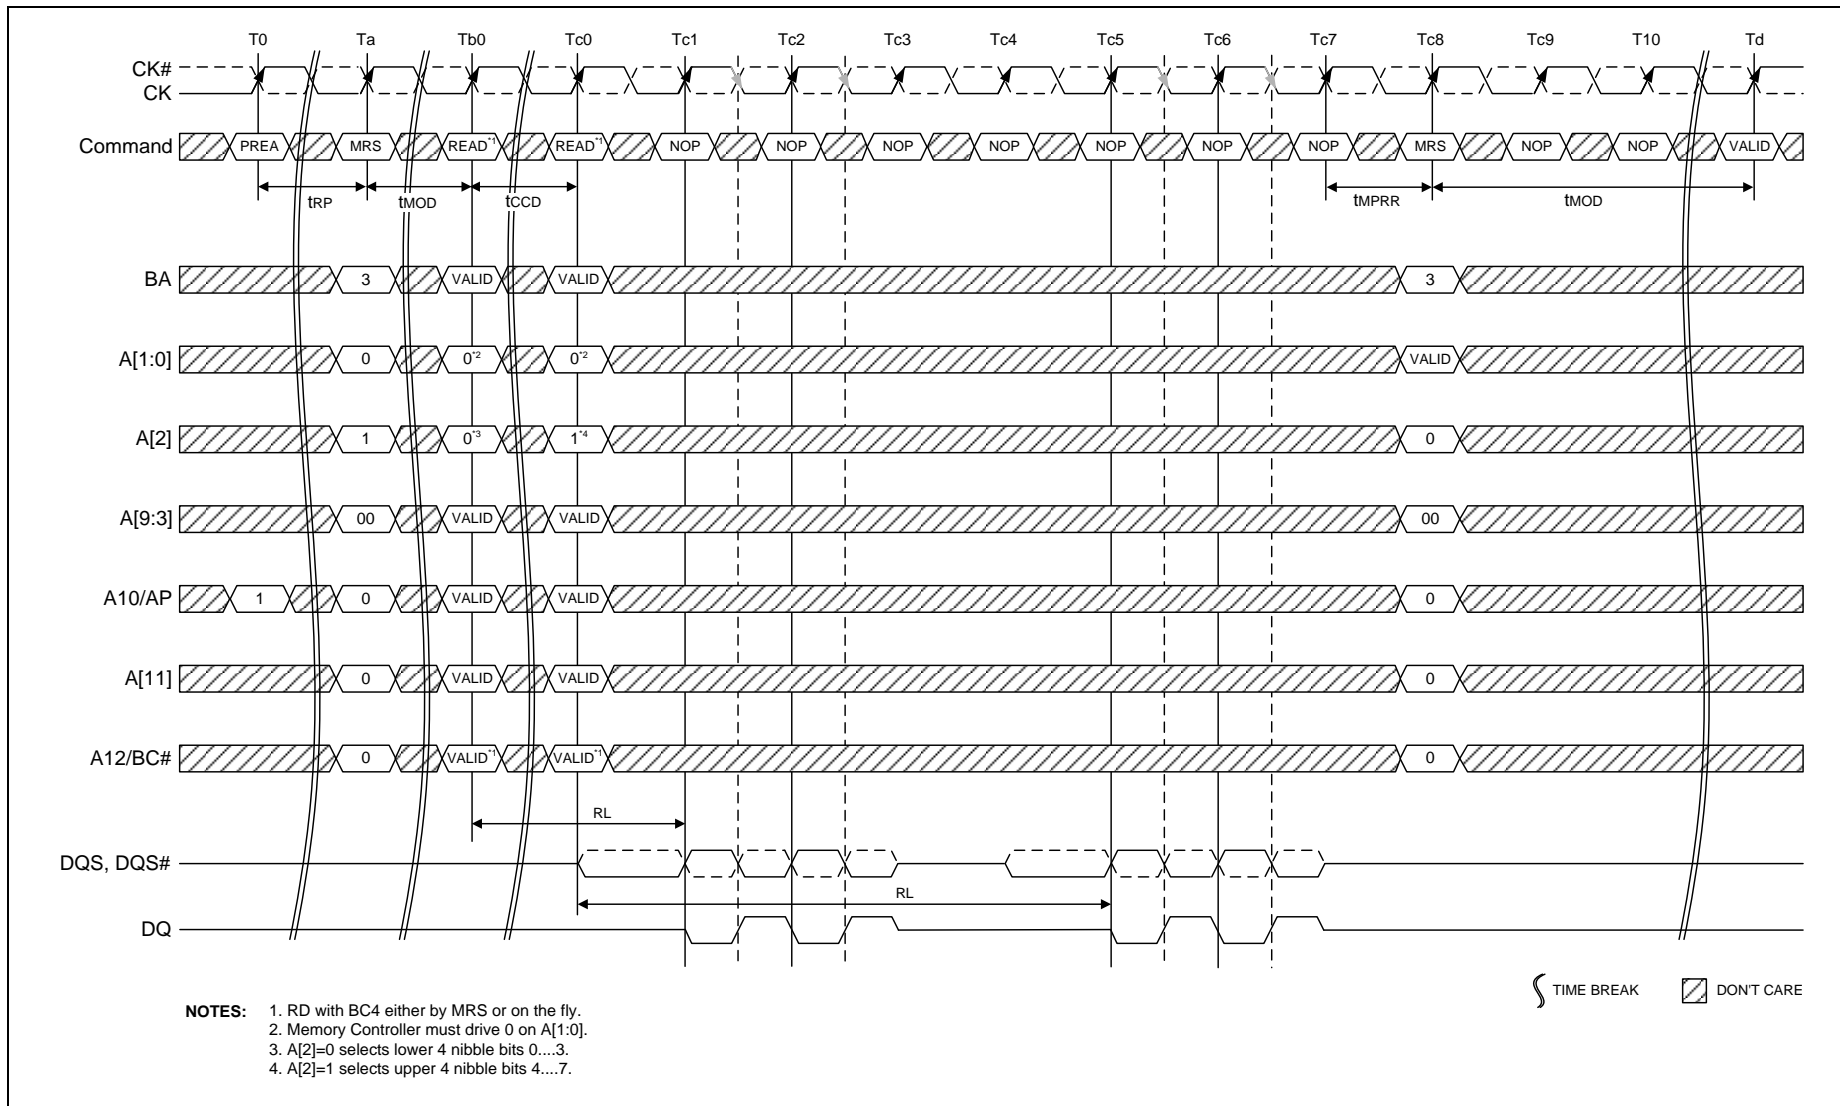 T0 Ta Tb0 Tc0 Tc1 Tc2 Tc3 Tc4 Tc5 Tc6 Tc7 Tc8 Tc9 T10 Td
CK#
CK
Command PREA MRS READ*1 READ*1 NOP NOP NOP NOP NOP NOP NOP MRS NOP NOP VALID
tRP tMOD tCCD tMPRR tMOD
BA 3 VALID VALID 3
A[1:0] 0 0*2 0*2 VALID
A[2] 1 0*3 1*4 0
A[9:3] 00 VALID VALID 00
A10/AP 1 0 VALID VALID 0
A[11] 0 VALID VALID 0
A12/BC# 0 VALID*1 VALID*1 0
RL
DQS, DQS#
RL
DQ
TIME BREAK DON'T CARE
NOTES: 1. RD with BC4 either by MRS or on the fly.
2. Memory Controller must drive 0 on A[1:0].
3. A[2]=0 selects lower 4 nibble bits 0....3.
4. A[2]=1 selects upper 4 nibble bits 4....7.